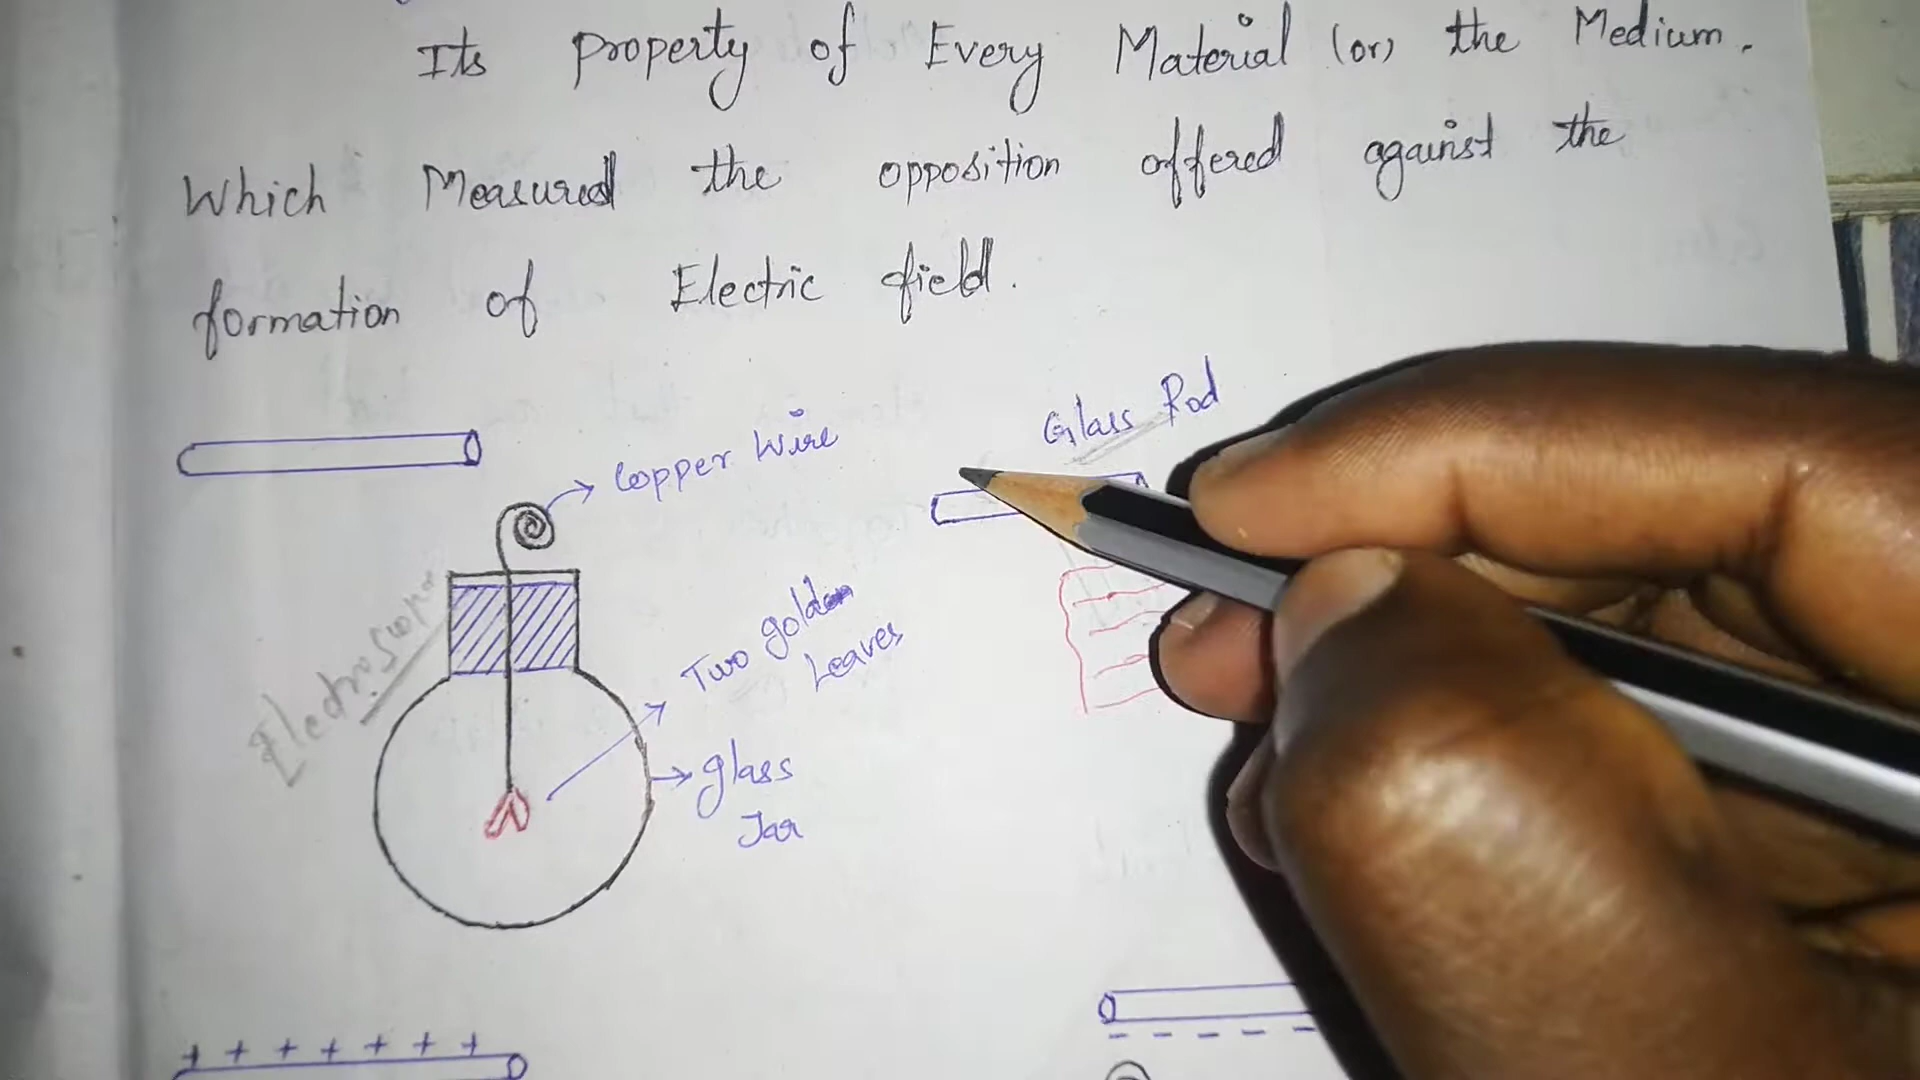 Its property of Every Material (or) the Medium.
Which Measured the opposition offered against the
formation of Electric field.
Glass Rod
Copper Wire
Electroscope
Two golden
Leaves
glass
Jar
+ + + + + + +
- - - - -